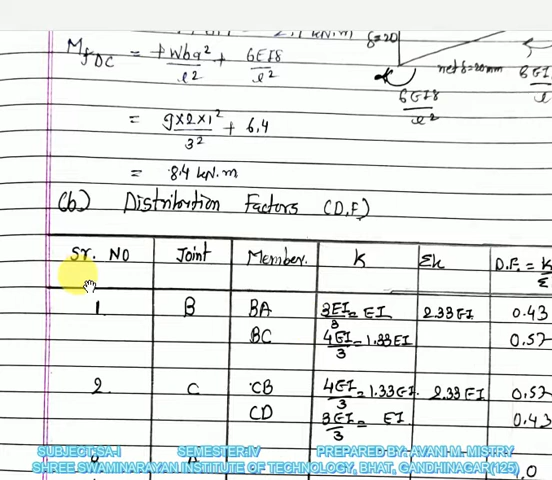 δ=20
MfDC = + Wba² / l² + 6EIδ / l²
net δ=20mm
6EIδ / l²
= 9×2×1² / 3² + 6.4
= 8.4 kN.m
(b) Distribution Factors (D.F)
Sr. NO Joint Member. K ΣK D.F. = K / Σ
1. B BA 3EI/3 = EI 2.33EI 0.43
BC 4EI/3 = 1.33EI 0.57
2. C CB 4EI/3 = 1.33EI 2.33EI 0.57
CD 3EI/3 = EI 0.43
SUBJECT:SA-I SEMESTER:IV PREPARED BY: AVANI M. MISTRY
SHREE SWAMINARAYAN INSTITUTE OF TECHNOLOGY, BHAT, GANDHINAGAR(125)